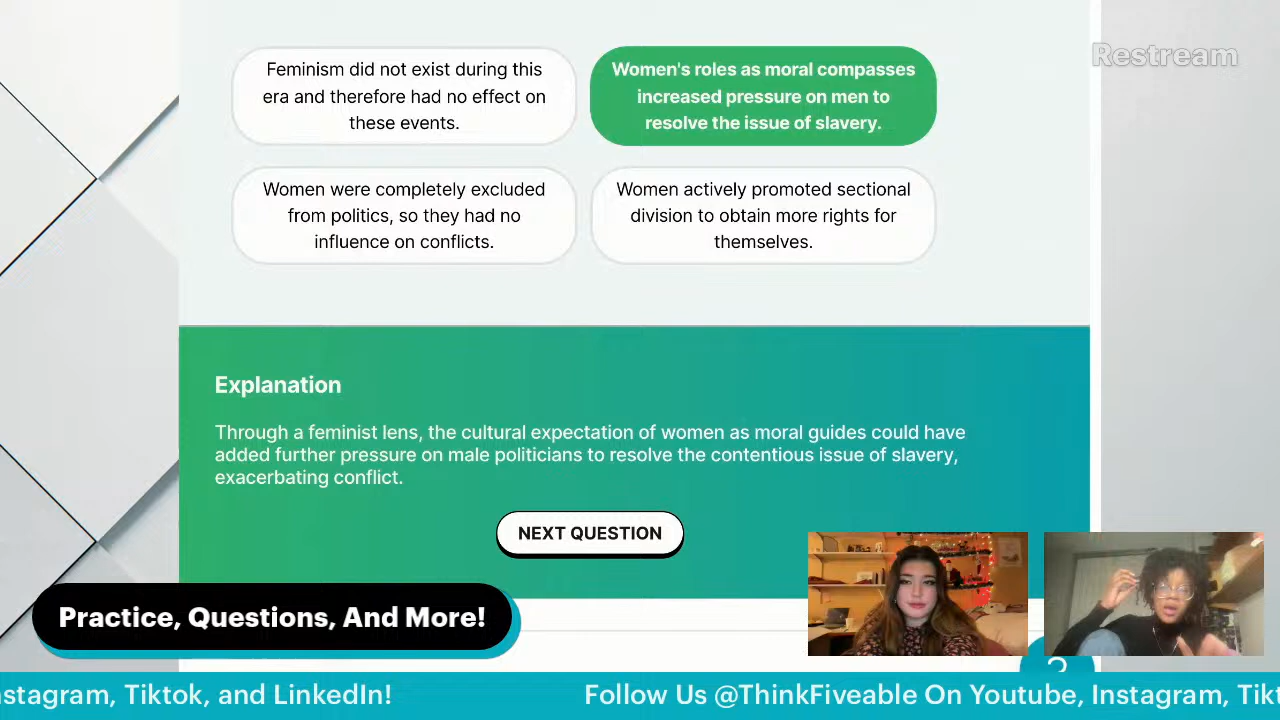 Restream
Feminism did not exist during this
era and therefore had no effect on
these events.
Women's roles as moral compasses
increased pressure on men to
resolve the issue of slavery.
Women were completely excluded
from politics, so they had no
influence on conflicts.
Women actively promoted sectional
division to obtain more rights for
themselves.
Explanation
Through a feminist lens, the cultural expectation of women as moral guides could have
added further pressure on male politicians to resolve the contentious issue of slavery,
exacerbating conflict.
NEXT QUESTION
Practice, Questions, And More!
?
nstagram, Tiktok, and LinkedIn! Follow Us @ThinkFiveable On Youtube, Instagram, Tikt